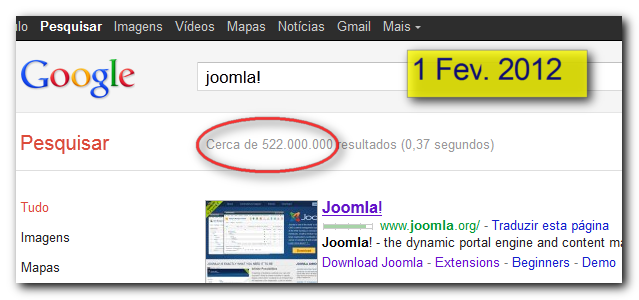 ulo Pesquisar Imagens Vídeos Mapas Notícias Gmail Mais
1 Fev. 2012
Google joomla!
Pesquisar Cerca de 522.000.000 resultados (0,37 segundos)
Tudo
Imagens
Mapas
Joomla!
www.joomla.org/ - Traduzir esta página
Joomla! - the dynamic portal engine and content ma
Download Joomla - Extensions - Beginners - Demo